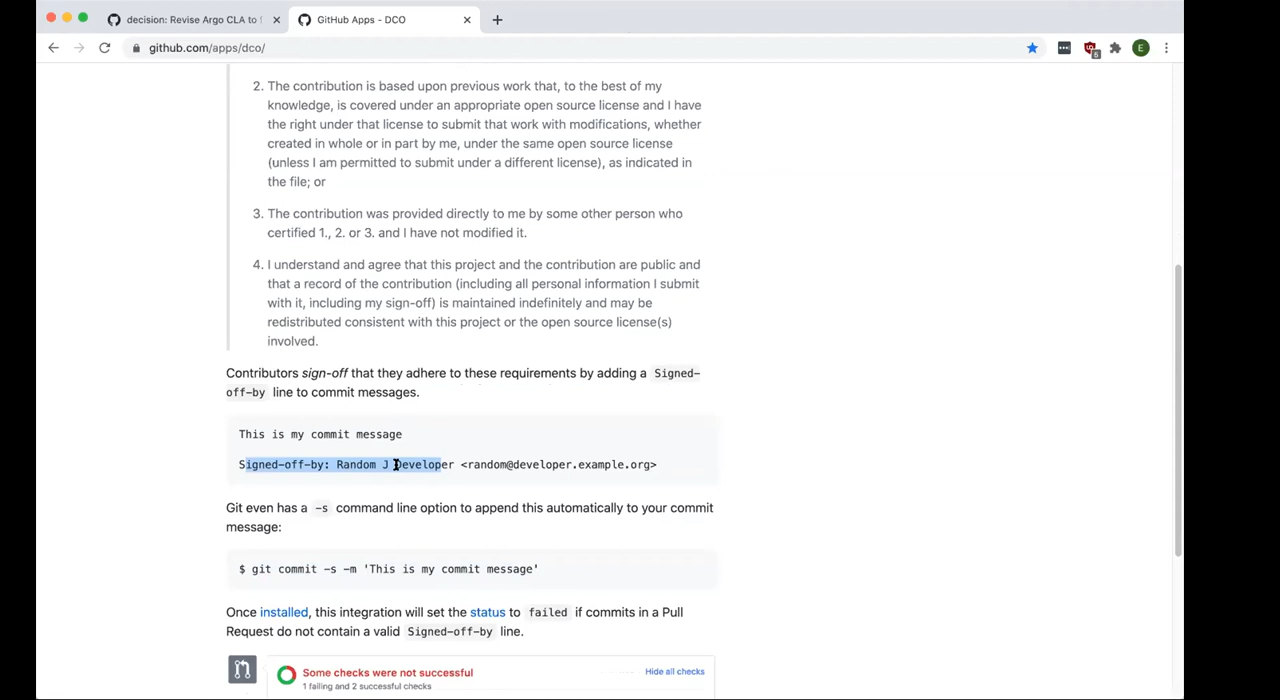 decision: Revise Argo CLA to
GitHub Apps - DCO
github.com/apps/dco/
5
E
2. The contribution is based upon previous work that, to the best of my
knowledge, is covered under an appropriate open source license and I have
the right under that license to submit that work with modifications, whether
created in whole or in part by me, under the same open source license
(unless I am permitted to submit under a different license), as indicated in
the file; or
3. The contribution was provided directly to me by some other person who
certified 1., 2. or 3. and I have not modified it.
4. I understand and agree that this project and the contribution are public and
that a record of the contribution (including all personal information I submit
with it, including my sign-off) is maintained indefinitely and may be
redistributed consistent with this project or the open source license(s)
involved.
Contributors sign-off that they adhere to these requirements by adding a Signed-
off-by line to commit messages.
This is my commit message
Signed-off-by: Random J Developer <random@developer.example.org>
Git even has a -s command line option to append this automatically to your commit
message:
$ git commit -s -m 'This is my commit message'
Once installed, this integration will set the status to failed if commits in a Pull
Request do not contain a valid Signed-off-by line.
Some checks were not successful
Hide all checks
1 failing and 2 successful checks